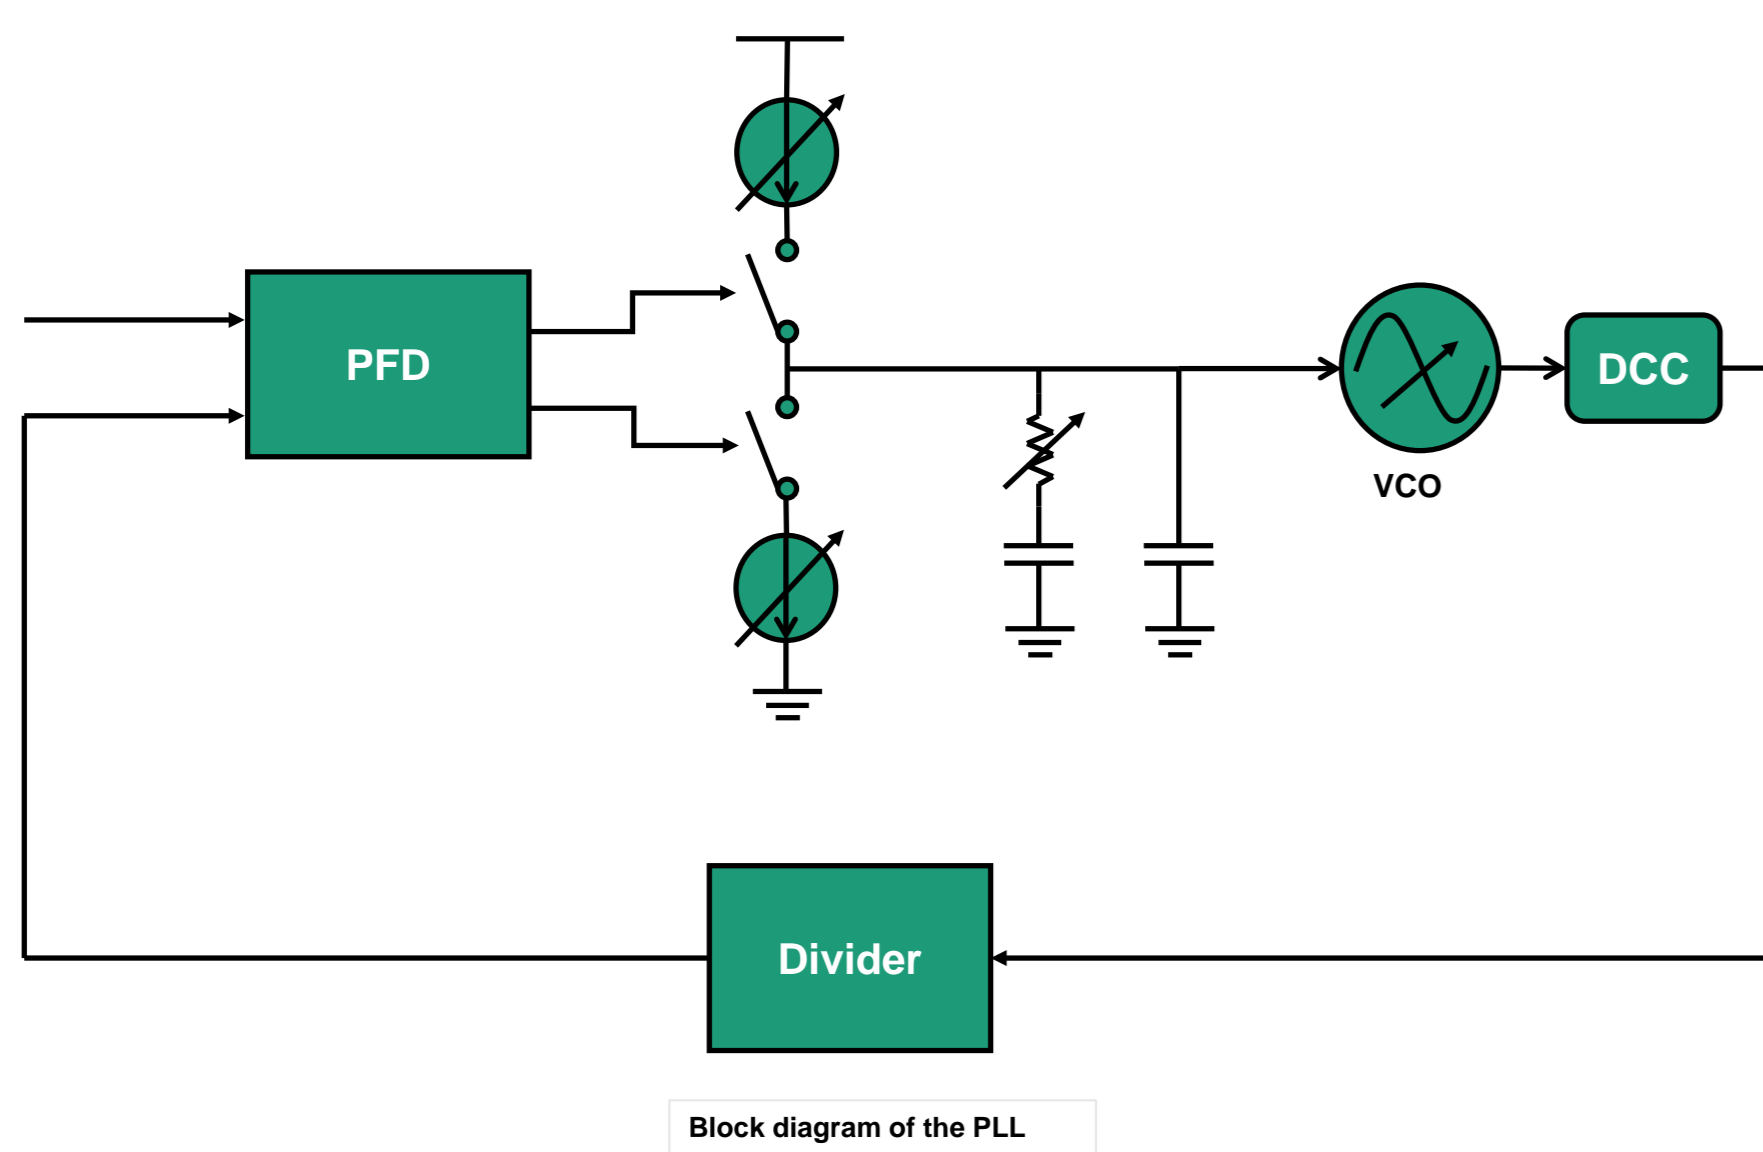 PFD
DCC
VCO
Divider
Block diagram of the PLL